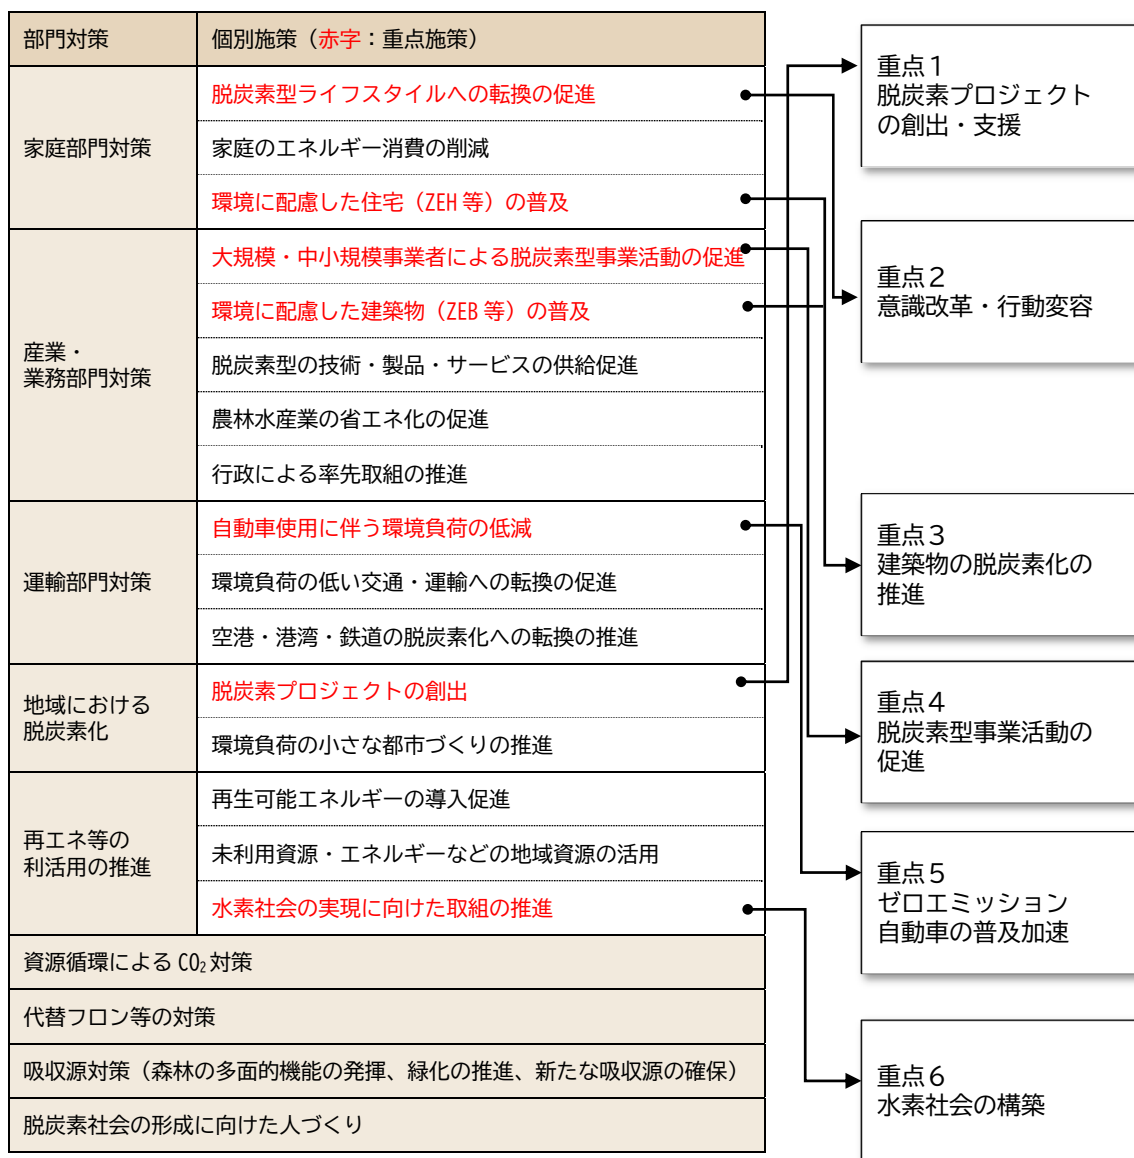 部門対策
個別施策（赤字：重点施策）
家庭部門対策
脱炭素型ライフスタイルへの転換の促進
家庭のエネルギー消費の削減
環境に配慮した住宅（ZEH 等）の普及
産業・
業務部門対策
大規模・中小規模事業者による脱炭素型事業活動の促進
環境に配慮した建築物（ZEB 等）の普及
脱炭素型の技術・製品・サービスの供給促進
農林水産業の省エネ化の促進
行政による率先取組の推進
運輸部門対策
自動車使用に伴う環境負荷の低減
環境負荷の低い交通・運輸への転換の促進
空港・港湾・鉄道の脱炭素化への転換の推進
地域における
脱炭素化
脱炭素プロジェクトの創出
環境負荷の小さな都市づくりの推進
再エネ等の
利活用の推進
再生可能エネルギーの導入促進
未利用資源・エネルギーなどの地域資源の活用
水素社会の実現に向けた取組の推進
資源循環による CO₂ 対策
代替フロン等の対策
吸収源対策（森林の多面的機能の発揮、緑化の推進、新たな吸収源の確保）
脱炭素社会の形成に向けた人づくり
重点１
脱炭素プロジェクト
の創出・支援
重点２
意識改革・行動変容
重点３
建築物の脱炭素化の
推進
重点４
脱炭素型事業活動の
促進
重点５
ゼロエミッション
自動車の普及加速
重点６
水素社会の構築